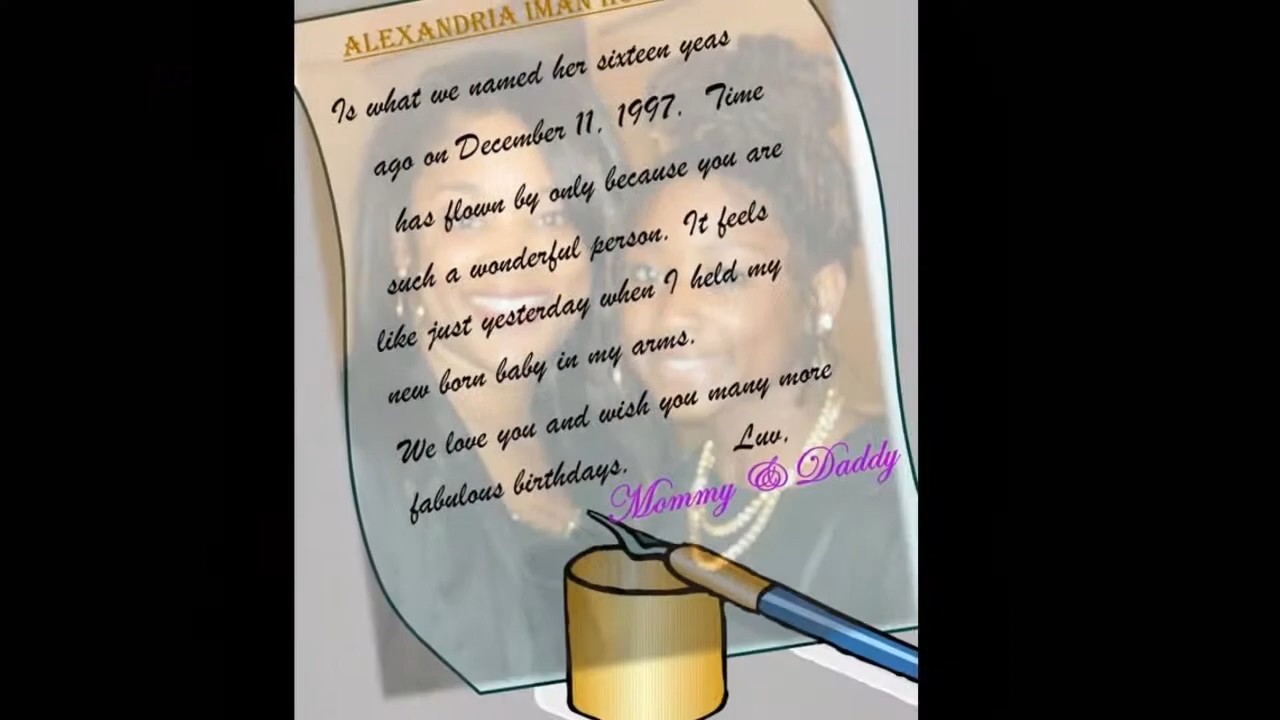 ALEXANDRIA IMAN
Is what we named her sixteen yeas
ago on December 11, 1997. Time
has flown by only because you are
such a wonderful person. It feels
like just yesterday when I held my
new born baby in my arms.
We love you and wish you many more
fabulous birthdays.
Luv,
Mommy & Daddy